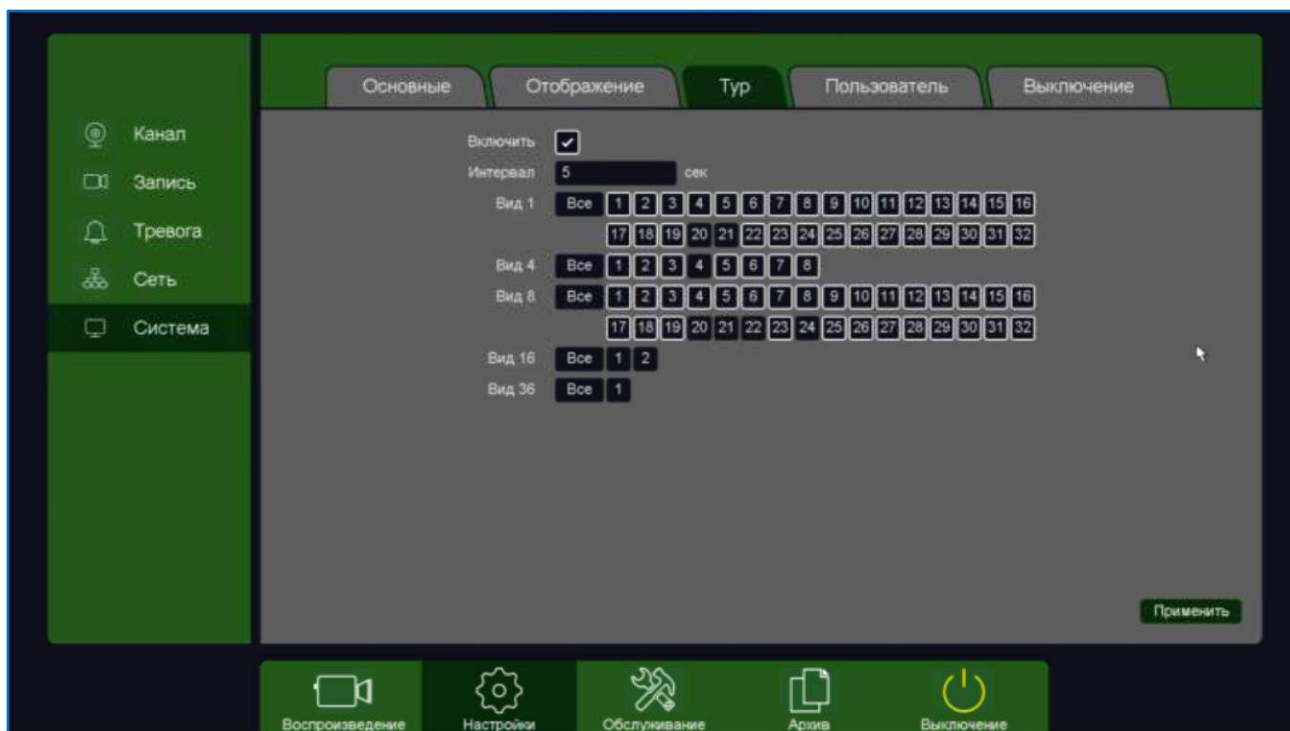 Основные Отображение Тур Пользователь Выключение
Канал
Запись
Тревога
Сеть
Система
Включить
Интервал 5 сек
Вид 1 Все 1 2 3 4 5 6 7 8 9 10 11 12 13 14 15 16
17 18 19 20 21 22 23 24 25 26 27 28 29 30 31 32
Вид 4 Все 1 2 3 4 5 6 7 8
Вид 8 Все 1 2 3 4 5 6 7 8 9 10 11 12 13 14 15 16
17 18 19 20 21 22 23 24 25 26 27 28 29 30 31 32
Вид 16 Все 1 2
Вид 36 Все 1
Применить
Воспроизведение Настройки Обслуживание Архив Выключение